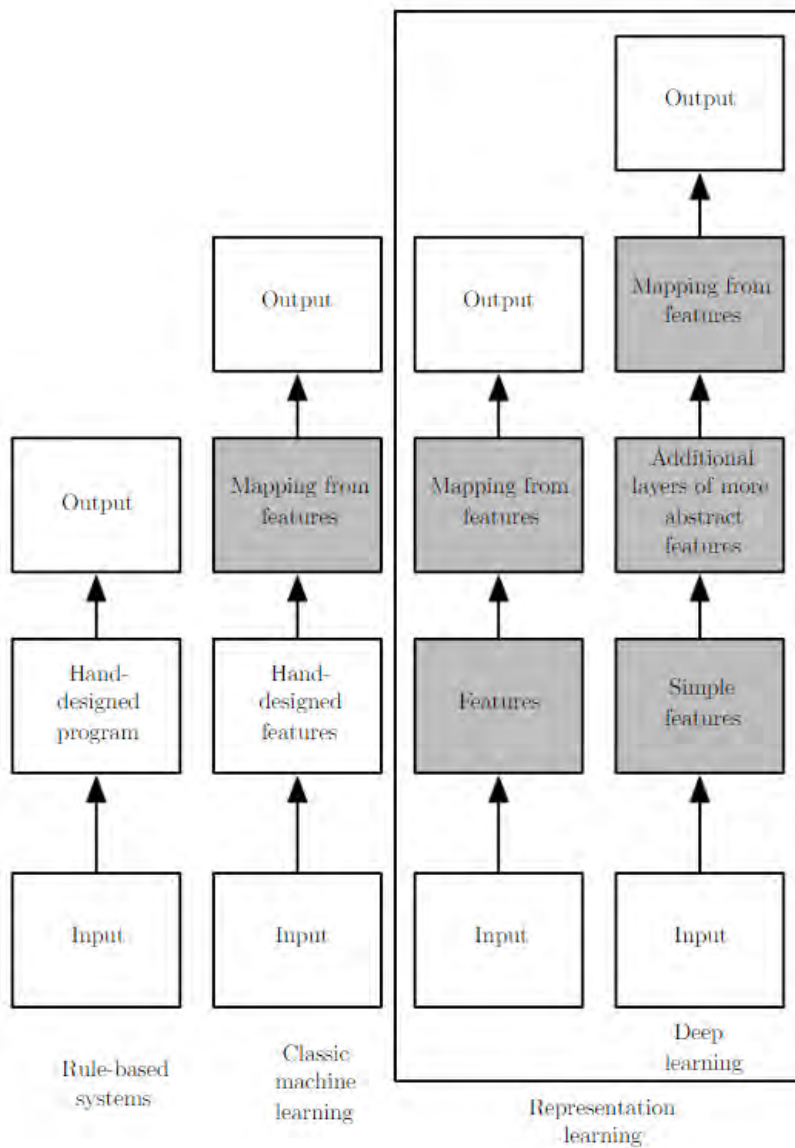 Output
Output
Output
Mapping from
features
Output
Mapping from
features
Mapping from
features
Additional
layers of more
abstract
features
Hand-
designed
program
Hand-
designed
features
Features
Simple
features
Input
Input
Input
Input
Rule-based
systems
Classic
machine
learning
Deep
learning
Representation
learning